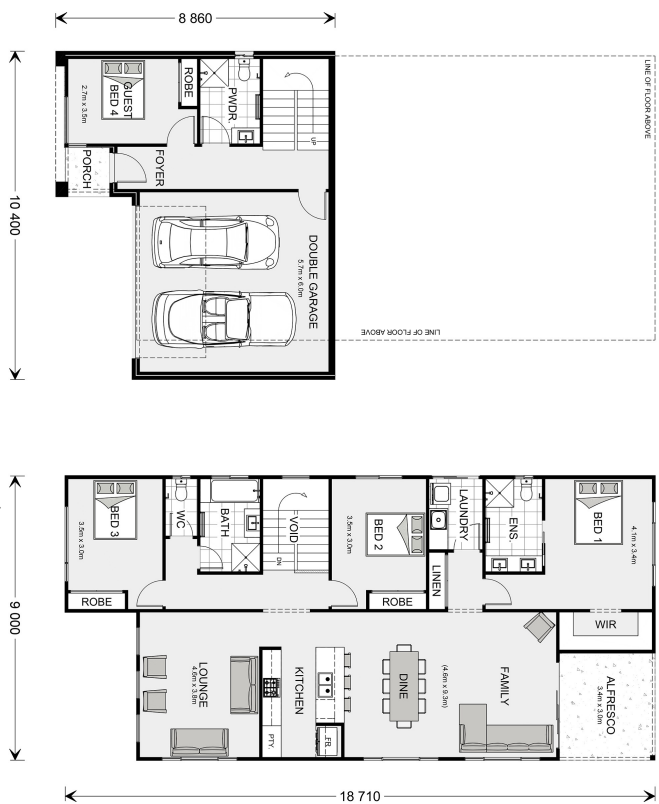 8 860
10 400
LINE OF FLOOR ABOVE
GUEST
BED 4
2.7m x 3.5m
ROBE
PWDR.
UP
PORCH
FOYER
DOUBLE GARAGE
5.7m x 6.0m
LINE OF FLOOR ABOVE
9 000
BED 3
3.5m x 3.0m
ROBE
WC
BATH
VOID
DN
BED 2
3.5m x 3.0m
ROBE
LAUNDRY
LINEN
ENS.
BED 1
4.1m x 3.4m
WIR
LOUNGE
4.6m x 3.8m
KITCHEN
PTY.
FR.
DINE
(4.6m x 9.3m)
FAMILY
ALFRESCO
3.4m x 3.0m
18 710